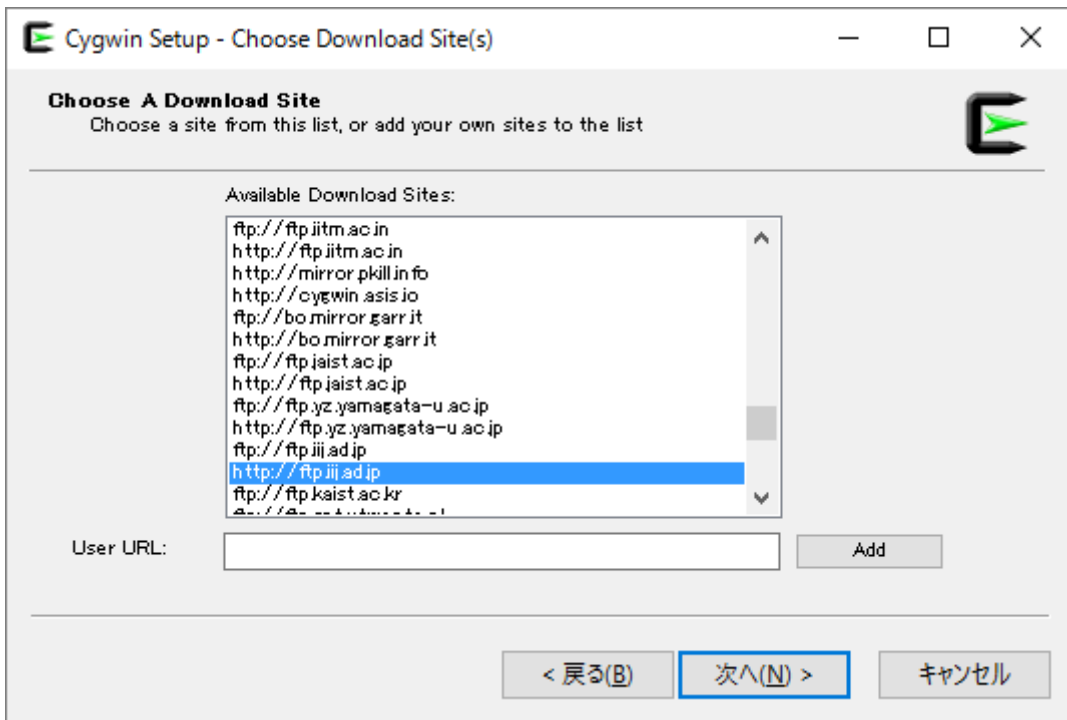 Cygwin Setup - Choose Download Site(s)
Choose A Download Site
Choose a site from this list, or add your own sites to the list
Available Download Sites:
ftp://ftp.iitm.ac.in
http://ftp.iitm.ac.in
http://mirror.pkill.info
http://cygwin.asis.io
ftp://bo.mirror.garr.it
http://bo.mirror.garr.it
ftp://ftp.jaist.ac.jp
http://ftp.jaist.ac.jp
ftp://ftp.yz.yamagata-u.ac.jp
http://ftp.yz.yamagata-u.ac.jp
ftp://ftp.iij.ad.jp
http://ftp.iij.ad.jp
ftp://ftp.kaist.ac.kr
User URL:
Add
< 戻る(B)
次へ(N) >
キャンセル